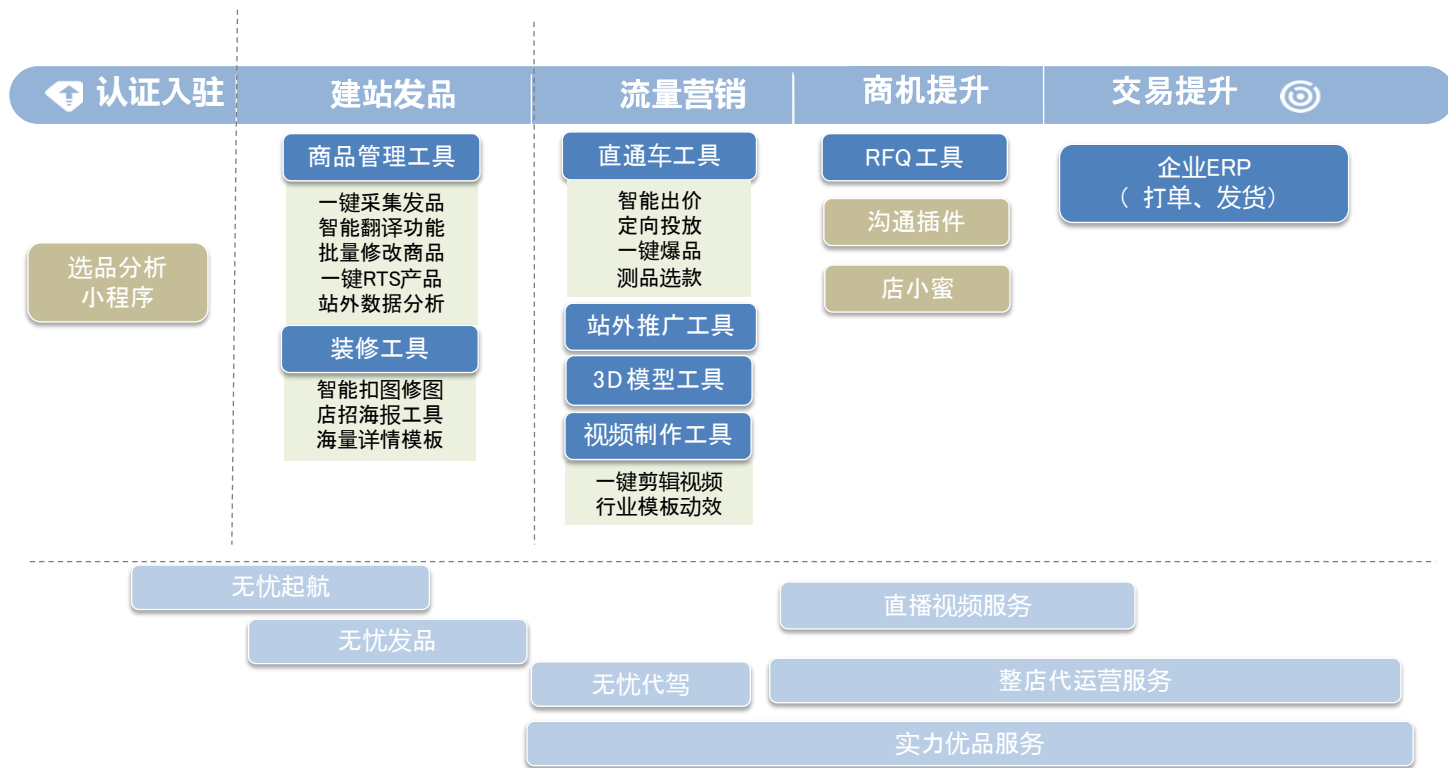 认证入驻
建站发品
流量营销
商机提升
交易提升
选品分析
小程序
商品管理工具
一键采集发品
智能翻译功能
批量修改商品
一键RTS产品
站外数据分析
装修工具
智能扣图修图
店招海报工具
海量详情模板
直通车工具
智能出价
定向投放
一键爆品
测品选款
站外推广工具
3D模型工具
视频制作工具
一键剪辑视频
行业模板动效
RFQ工具
沟通插件
店小蜜
企业ERP
（ 打单、发货）
无忧起航
无忧发品
无忧代驾
直播视频服务
整店代运营服务
实力优品服务